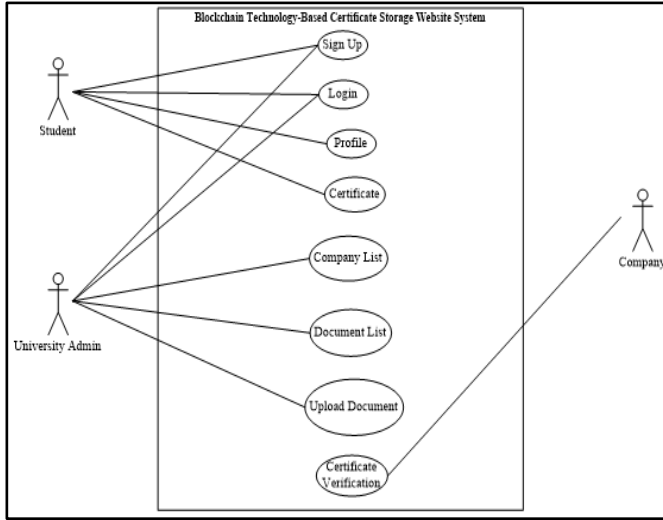 Blockchain Technology-Based Certificate Storage Website System
Sign Up
Login
Student
Profile
Certificate
Company List
Company
Document List
University Admin
Upload Document
Certificate
Verification